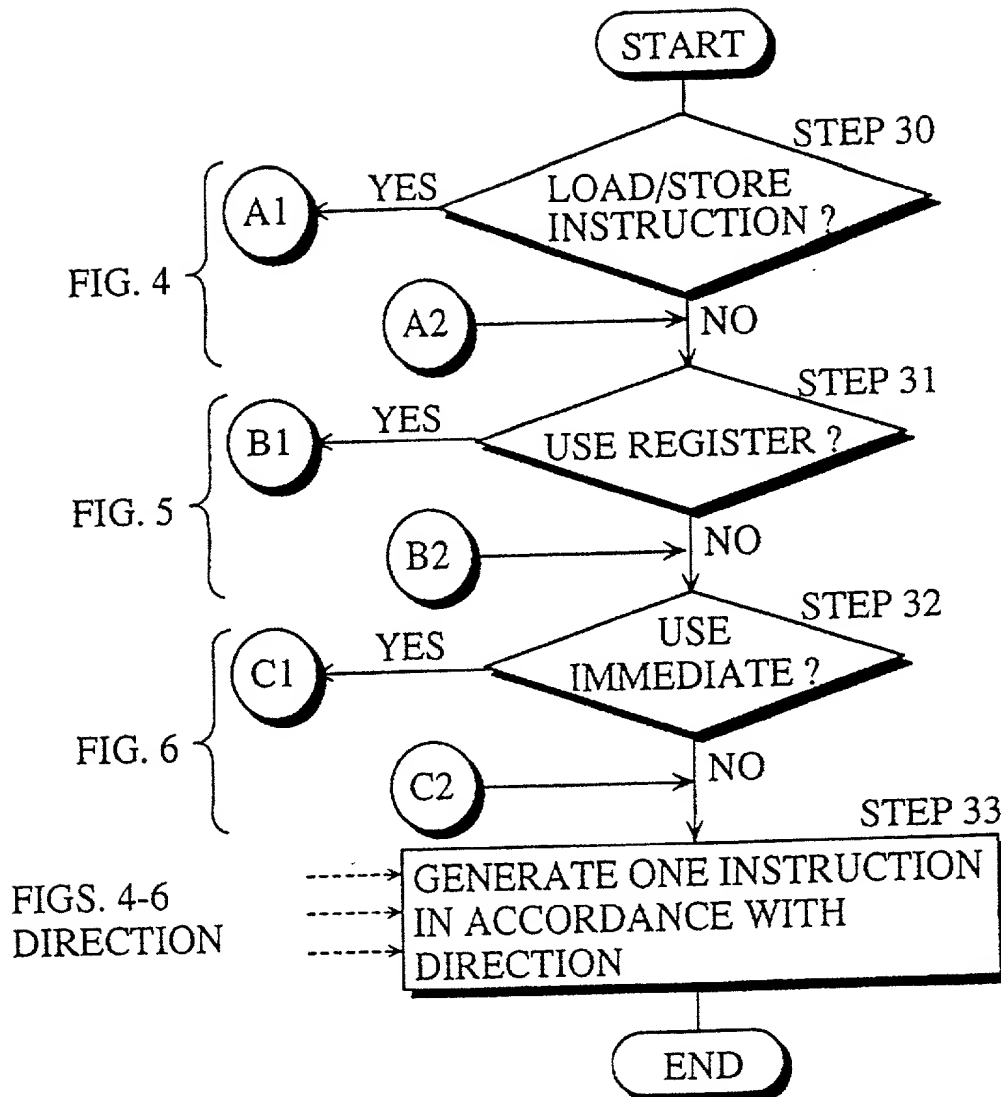 START
STEP 30
LOAD/STORE
INSTRUCTION ?
YES
A1
FIG. 4
A2
NO
STEP 31
USE REGISTER ?
YES
B1
FIG. 5
B2
NO
STEP 32
USE
IMMEDIATE ?
YES
C1
FIG. 6
C2
NO
STEP 33
GENERATE ONE INSTRUCTION
IN ACCORDANCE WITH
DIRECTION
FIGS. 4-6
DIRECTION
END